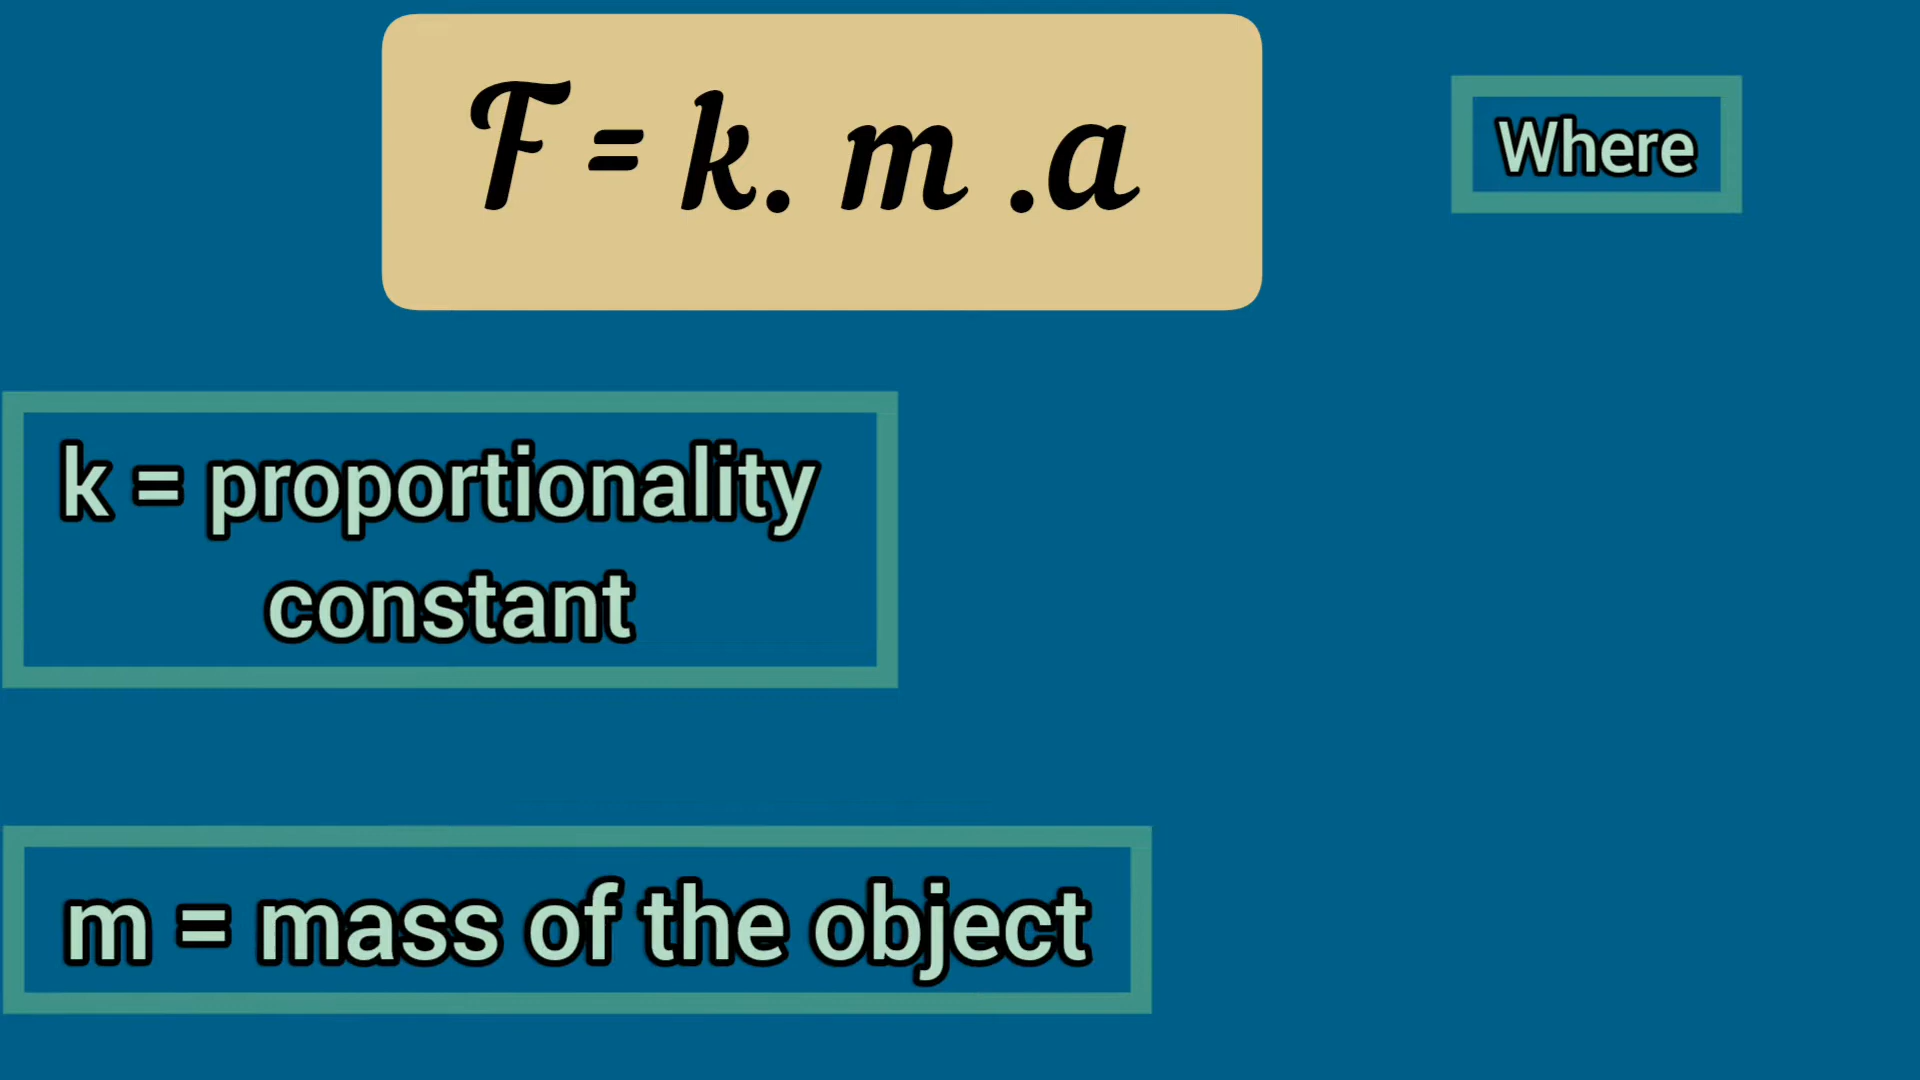 F = k. m .a
Where
k = proportionality
constant
m = mass of the object